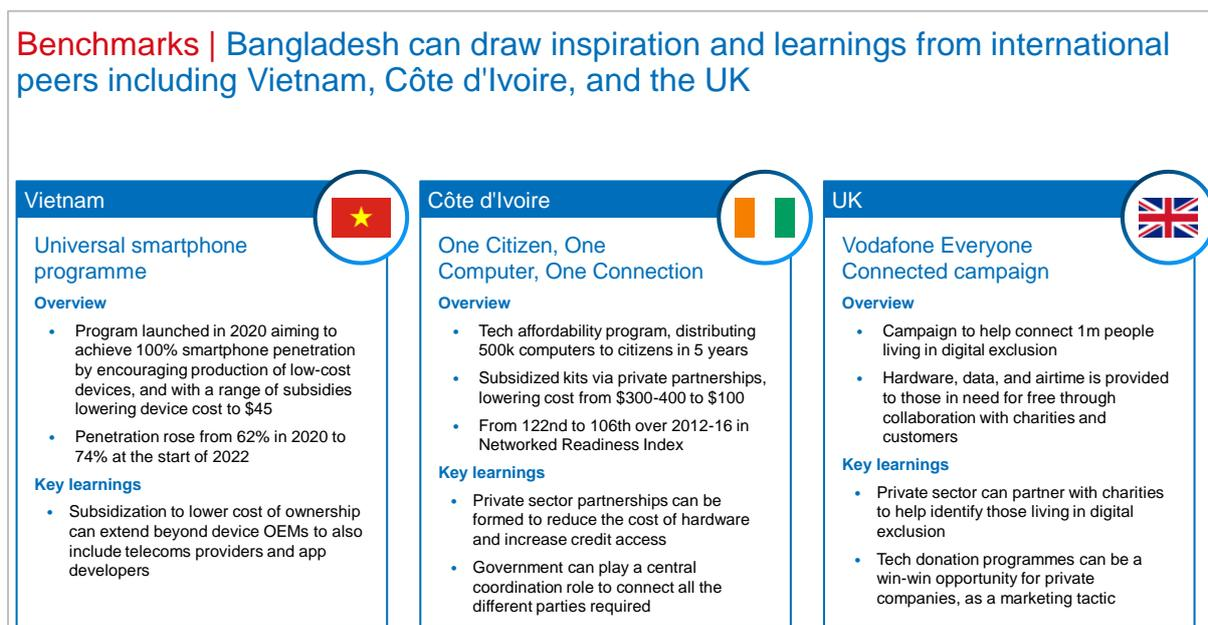 Benchmarks | Bangladesh can draw inspiration and learnings from international
peers including Vietnam, Côte d'Ivoire, and the UK
Vietnam
Universal smartphone
programme
Overview
• Program launched in 2020 aiming to
achieve 100% smartphone penetration
by encouraging production of low-cost
devices, and with a range of subsidies
lowering device cost to $45
• Penetration rose from 62% in 2020 to
74% at the start of 2022
Key learnings
• Subsidization to lower cost of ownership
can extend beyond device OEMs to also
include telecoms providers and app
developers
Côte d'Ivoire
One Citizen, One
Computer, One Connection
Overview
• Tech affordability program, distributing
500k computers to citizens in 5 years
• Subsidized kits via private partnerships,
lowering cost from $300-400 to $100
• From 122nd to 106th over 2012-16 in
Networked Readiness Index
Key learnings
• Private sector partnerships can be
formed to reduce the cost of hardware
and increase credit access
• Government can play a central
coordination role to connect all the
different parties required
UK
Vodafone Everyone
Connected campaign
Overview
• Campaign to help connect 1m people
living in digital exclusion
• Hardware, data, and airtime is provided
to those in need for free through
collaboration with charities and
customers
Key learnings
• Private sector can partner with charities
to help identify those living in digital
exclusion
• Tech donation programmes can be a
win-win opportunity for private
companies, as a marketing tactic